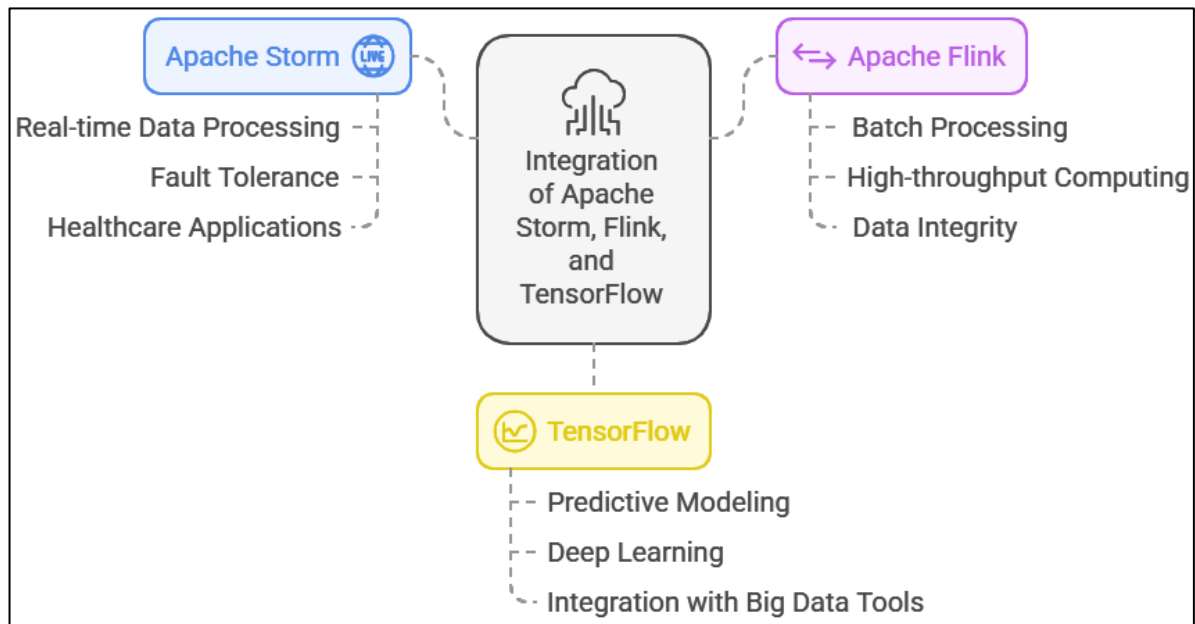 Apache Storm
LIVE
Real-time Data Processing
Fault Tolerance
Healthcare Applications
Integration
of Apache
Storm, Flink,
and
TensorFlow
Apache Flink
Batch Processing
High-throughput Computing
Data Integrity
TensorFlow
Predictive Modeling
Deep Learning
Integration with Big Data Tools